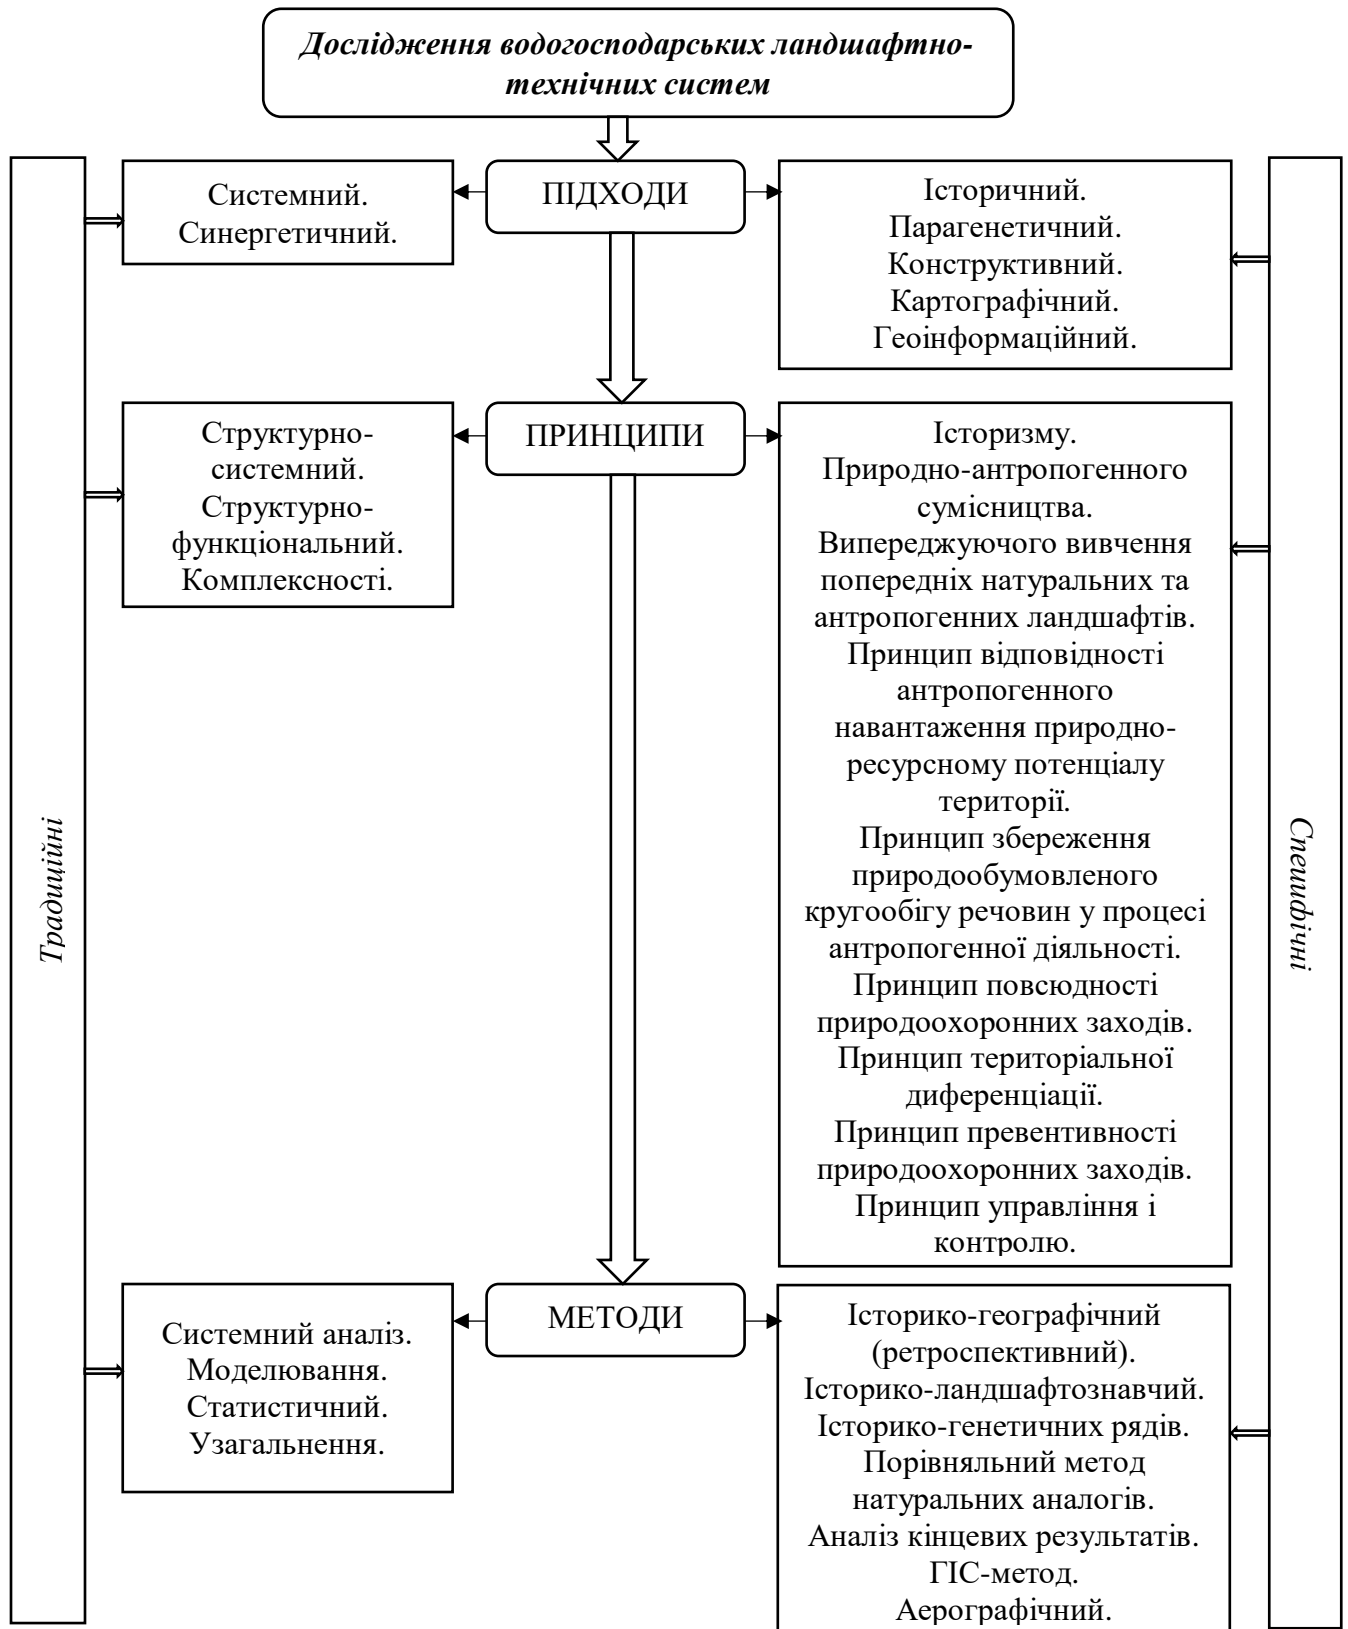 Дослідження водогосподарських ландшафтно-
технічних систем
ПІДХОДИ
Системний.
Синергетичний.
Історичний.
Парагенетичний.
Конструктивний.
Картографічний.
Геоінформаційний.
ПРИНЦИПИ
Структурно-
системний.
Структурно-
функціональний.
Комплексності.
Історизму.
Природно-антропогенного
сумісництва.
Випереджуючого вивчення
попередніх натуральних та
антропогенних ландшафтів.
Принцип відповідності
антропогенного
навантаження природно-
ресурсному потенціалу
території.
Принцип збереження
природообумовленого
кругообігу речовин у процесі
антропогенної діяльності.
Принцип повсюдності
природоохоронних заходів.
Принцип територіальної
диференціації.
Принцип превентивності
природоохоронних заходів.
Принцип управління і
контролю.
МЕТОДИ
Системний аналіз.
Моделювання.
Статистичний.
Узагальнення.
Історико-географічний
(ретроспективний).
Історико-ландшафтознавчий.
Історико-генетичних рядів.
Порівняльний метод
натуральних аналогів.
Аналіз кінцевих результатів.
ГІС-метод.
Аерографічний.
Традиційні
Специфічні